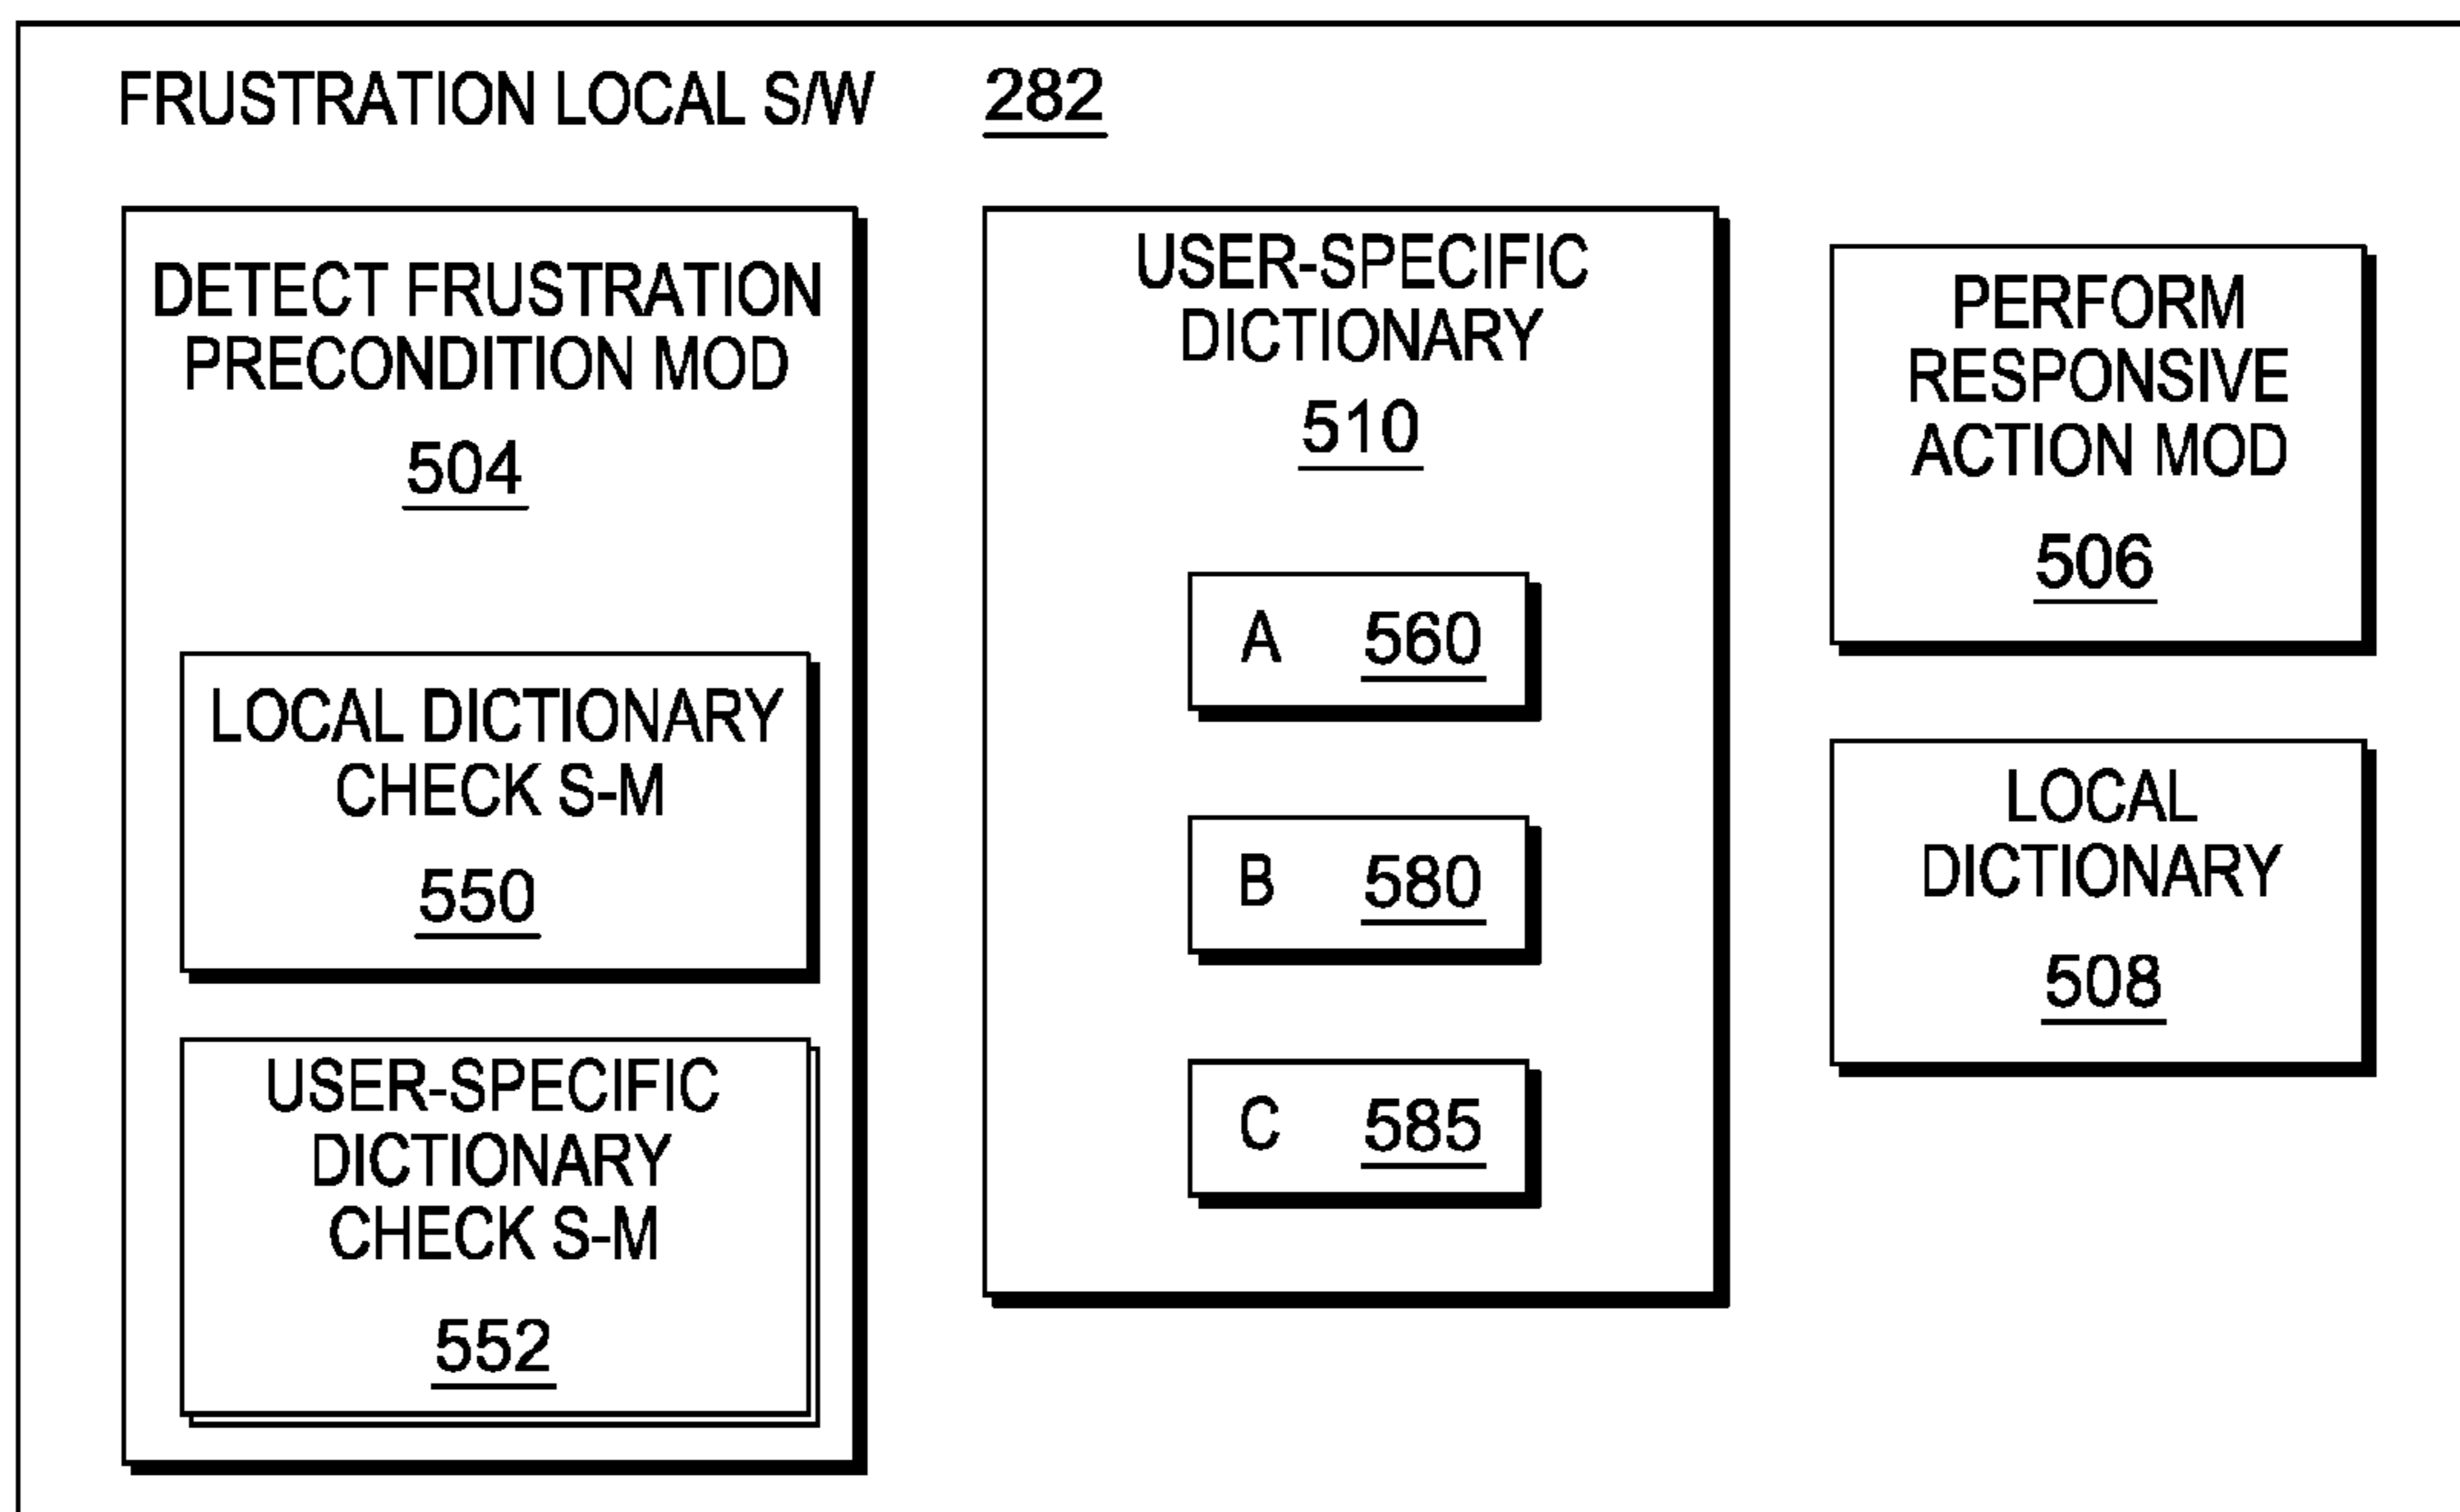 FRUSTRATION LOCAL S/W 282
DETECT FRUSTRATION
PRECONDITION MOD
504
LOCAL DICTIONARY
CHECK S-M
550
USER-SPECIFIC
DICTIONARY
CHECK S-M
552
USER-SPECIFIC
DICTIONARY
510
A 560
B 580
C 585
PERFORM
RESPONSIVE
ACTION MOD
506
LOCAL
DICTIONARY
508